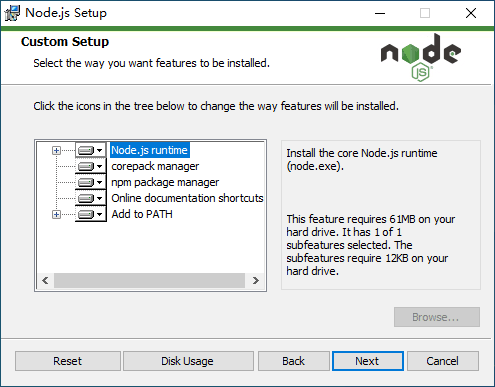 Node.js Setup
Custom Setup
Select the way you want features to be installed.
node
JS
Click the icons in the tree below to change the way features will be installed.
Node.js runtime
corepack manager
npm package manager
Online documentation shortcuts
Add to PATH
Install the core Node.js runtime
(node.exe).
This feature requires 61MB on your
hard drive. It has 1 of 1
subfeatures selected. The
subfeatures require 12KB on your
hard drive.
Browse...
Reset
Disk Usage
Back
Next
Cancel